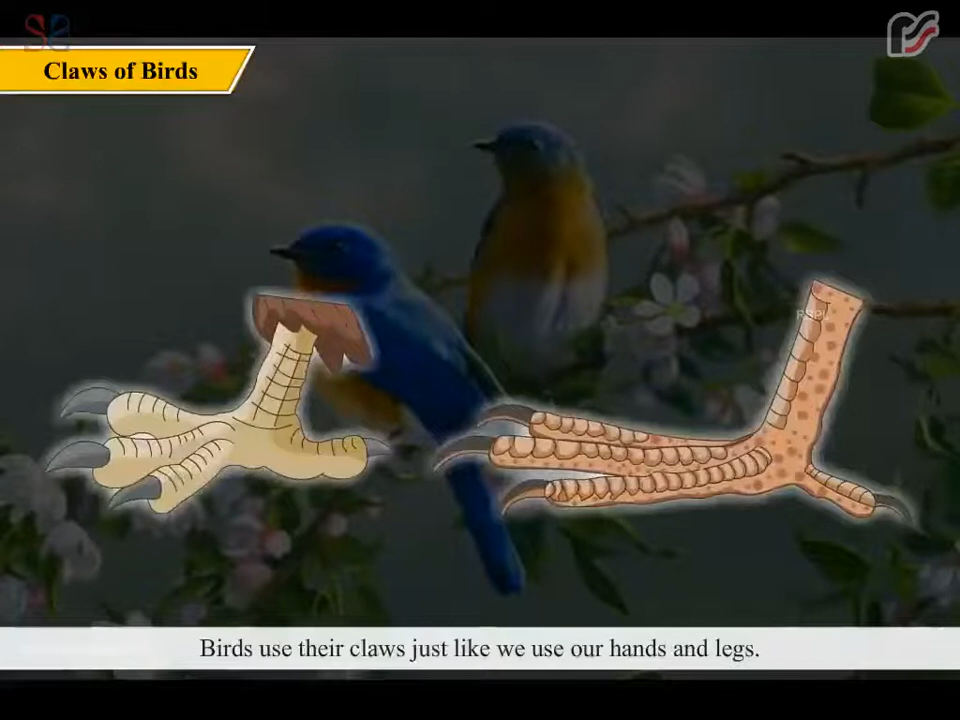 Claws of Birds
Birds use their claws just like we use our hands and legs.